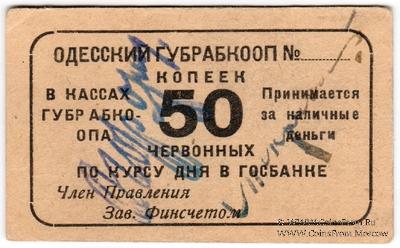 ОДЕССКИЙ ГУБРАБКООП №
КОПЕЕК
В КАССАХ ГУБРАБКО-ОПА
50
Принимается за наличные деньги
ЧЕРВОННЫХ
ПО КУРСУ ДНЯ В ГОСБАНКЕ
Член Правления
Зав. Финсчетом